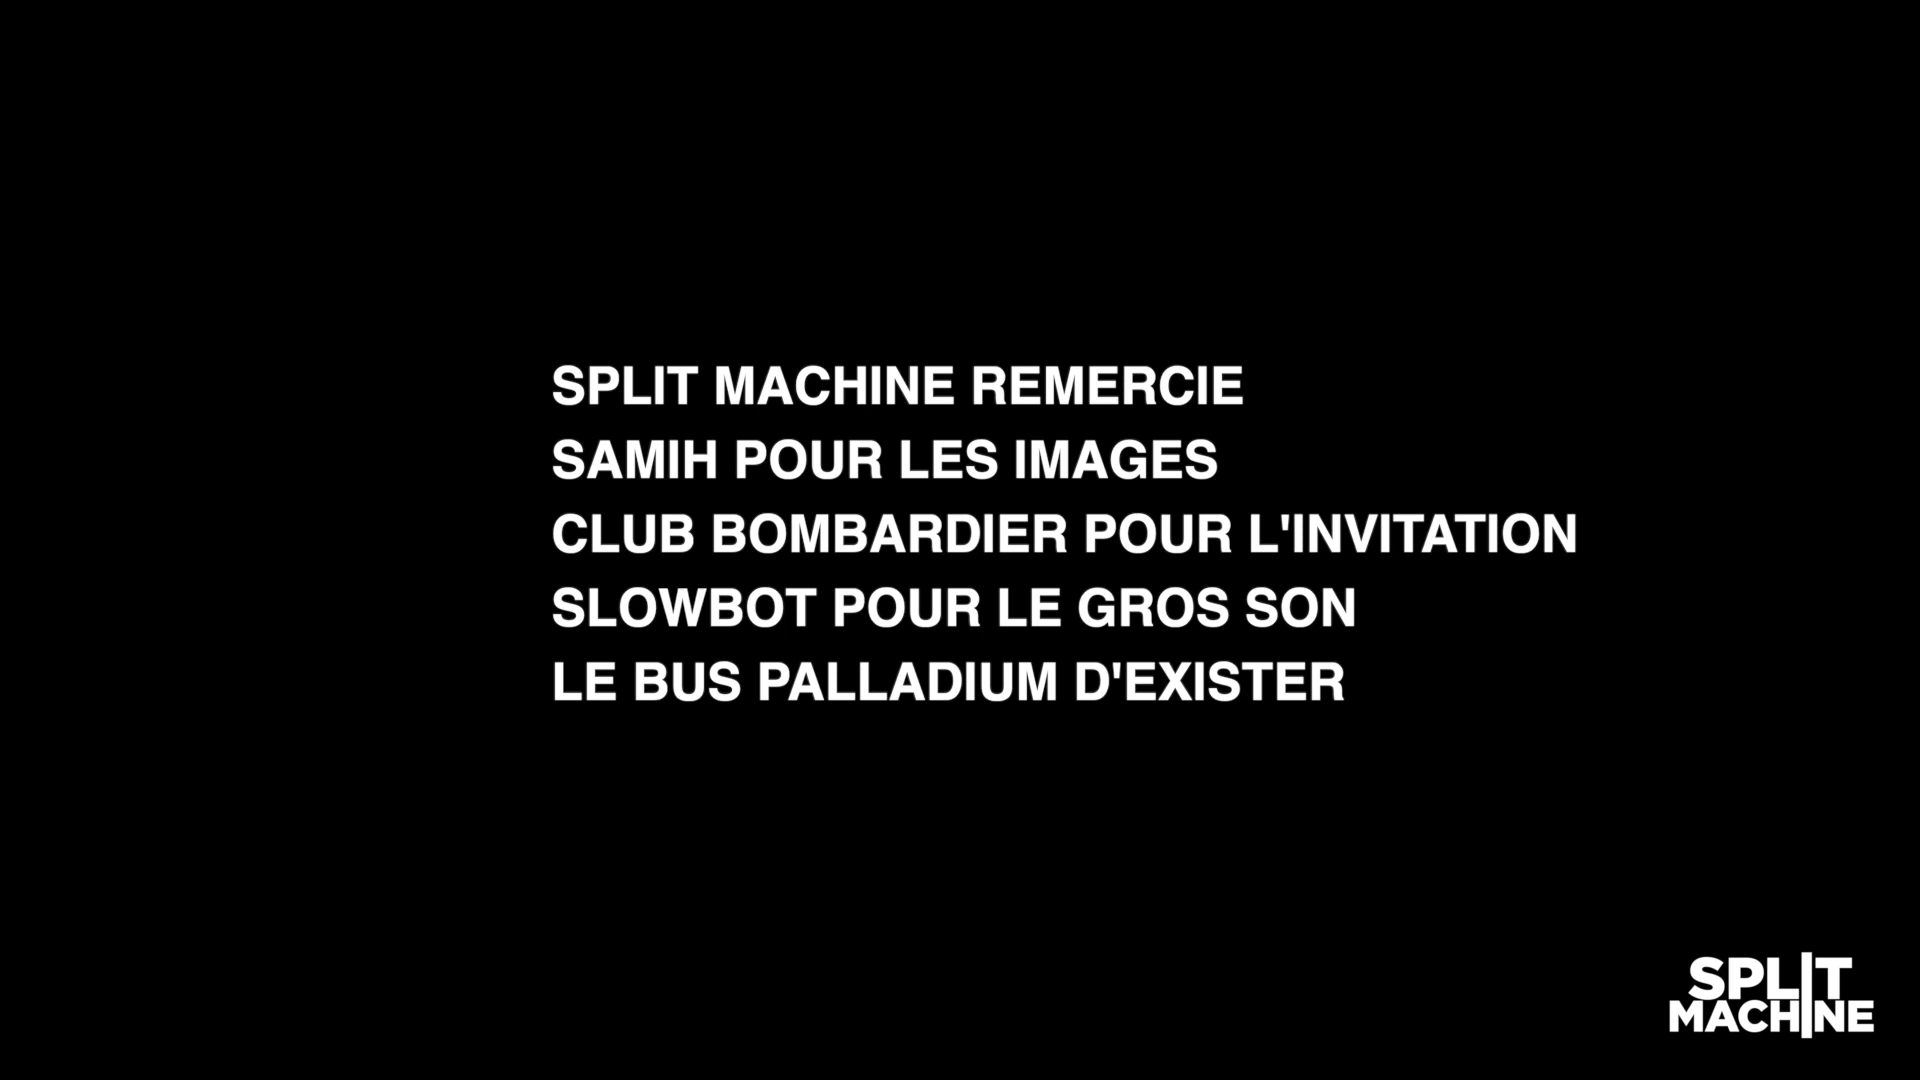 SPLIT MACHINE REMERCIE
SAMIH POUR LES IMAGES
CLUB BOMBARDIER POUR L'INVITATION
SLOWBOT POUR LE GROS SON
LE BUS PALLADIUM D'EXISTER
SPLIT
MACHINE